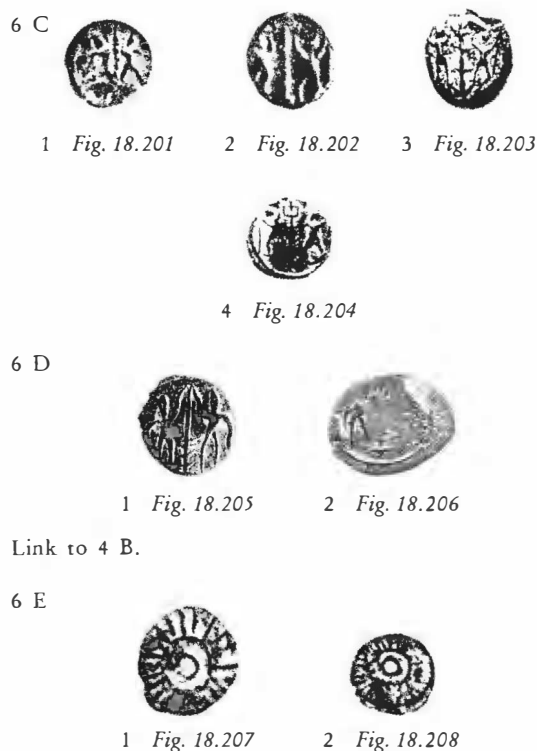 6 C
1 Fig. 18.201 2 Fig. 18.202 3 Fig. 18.203
4 Fig. 18.204
6 D
1 Fig. 18.205 2 Fig. 18.206
Link to 4 B.
6 E
1 Fig. 18.207 2 Fig. 18.208